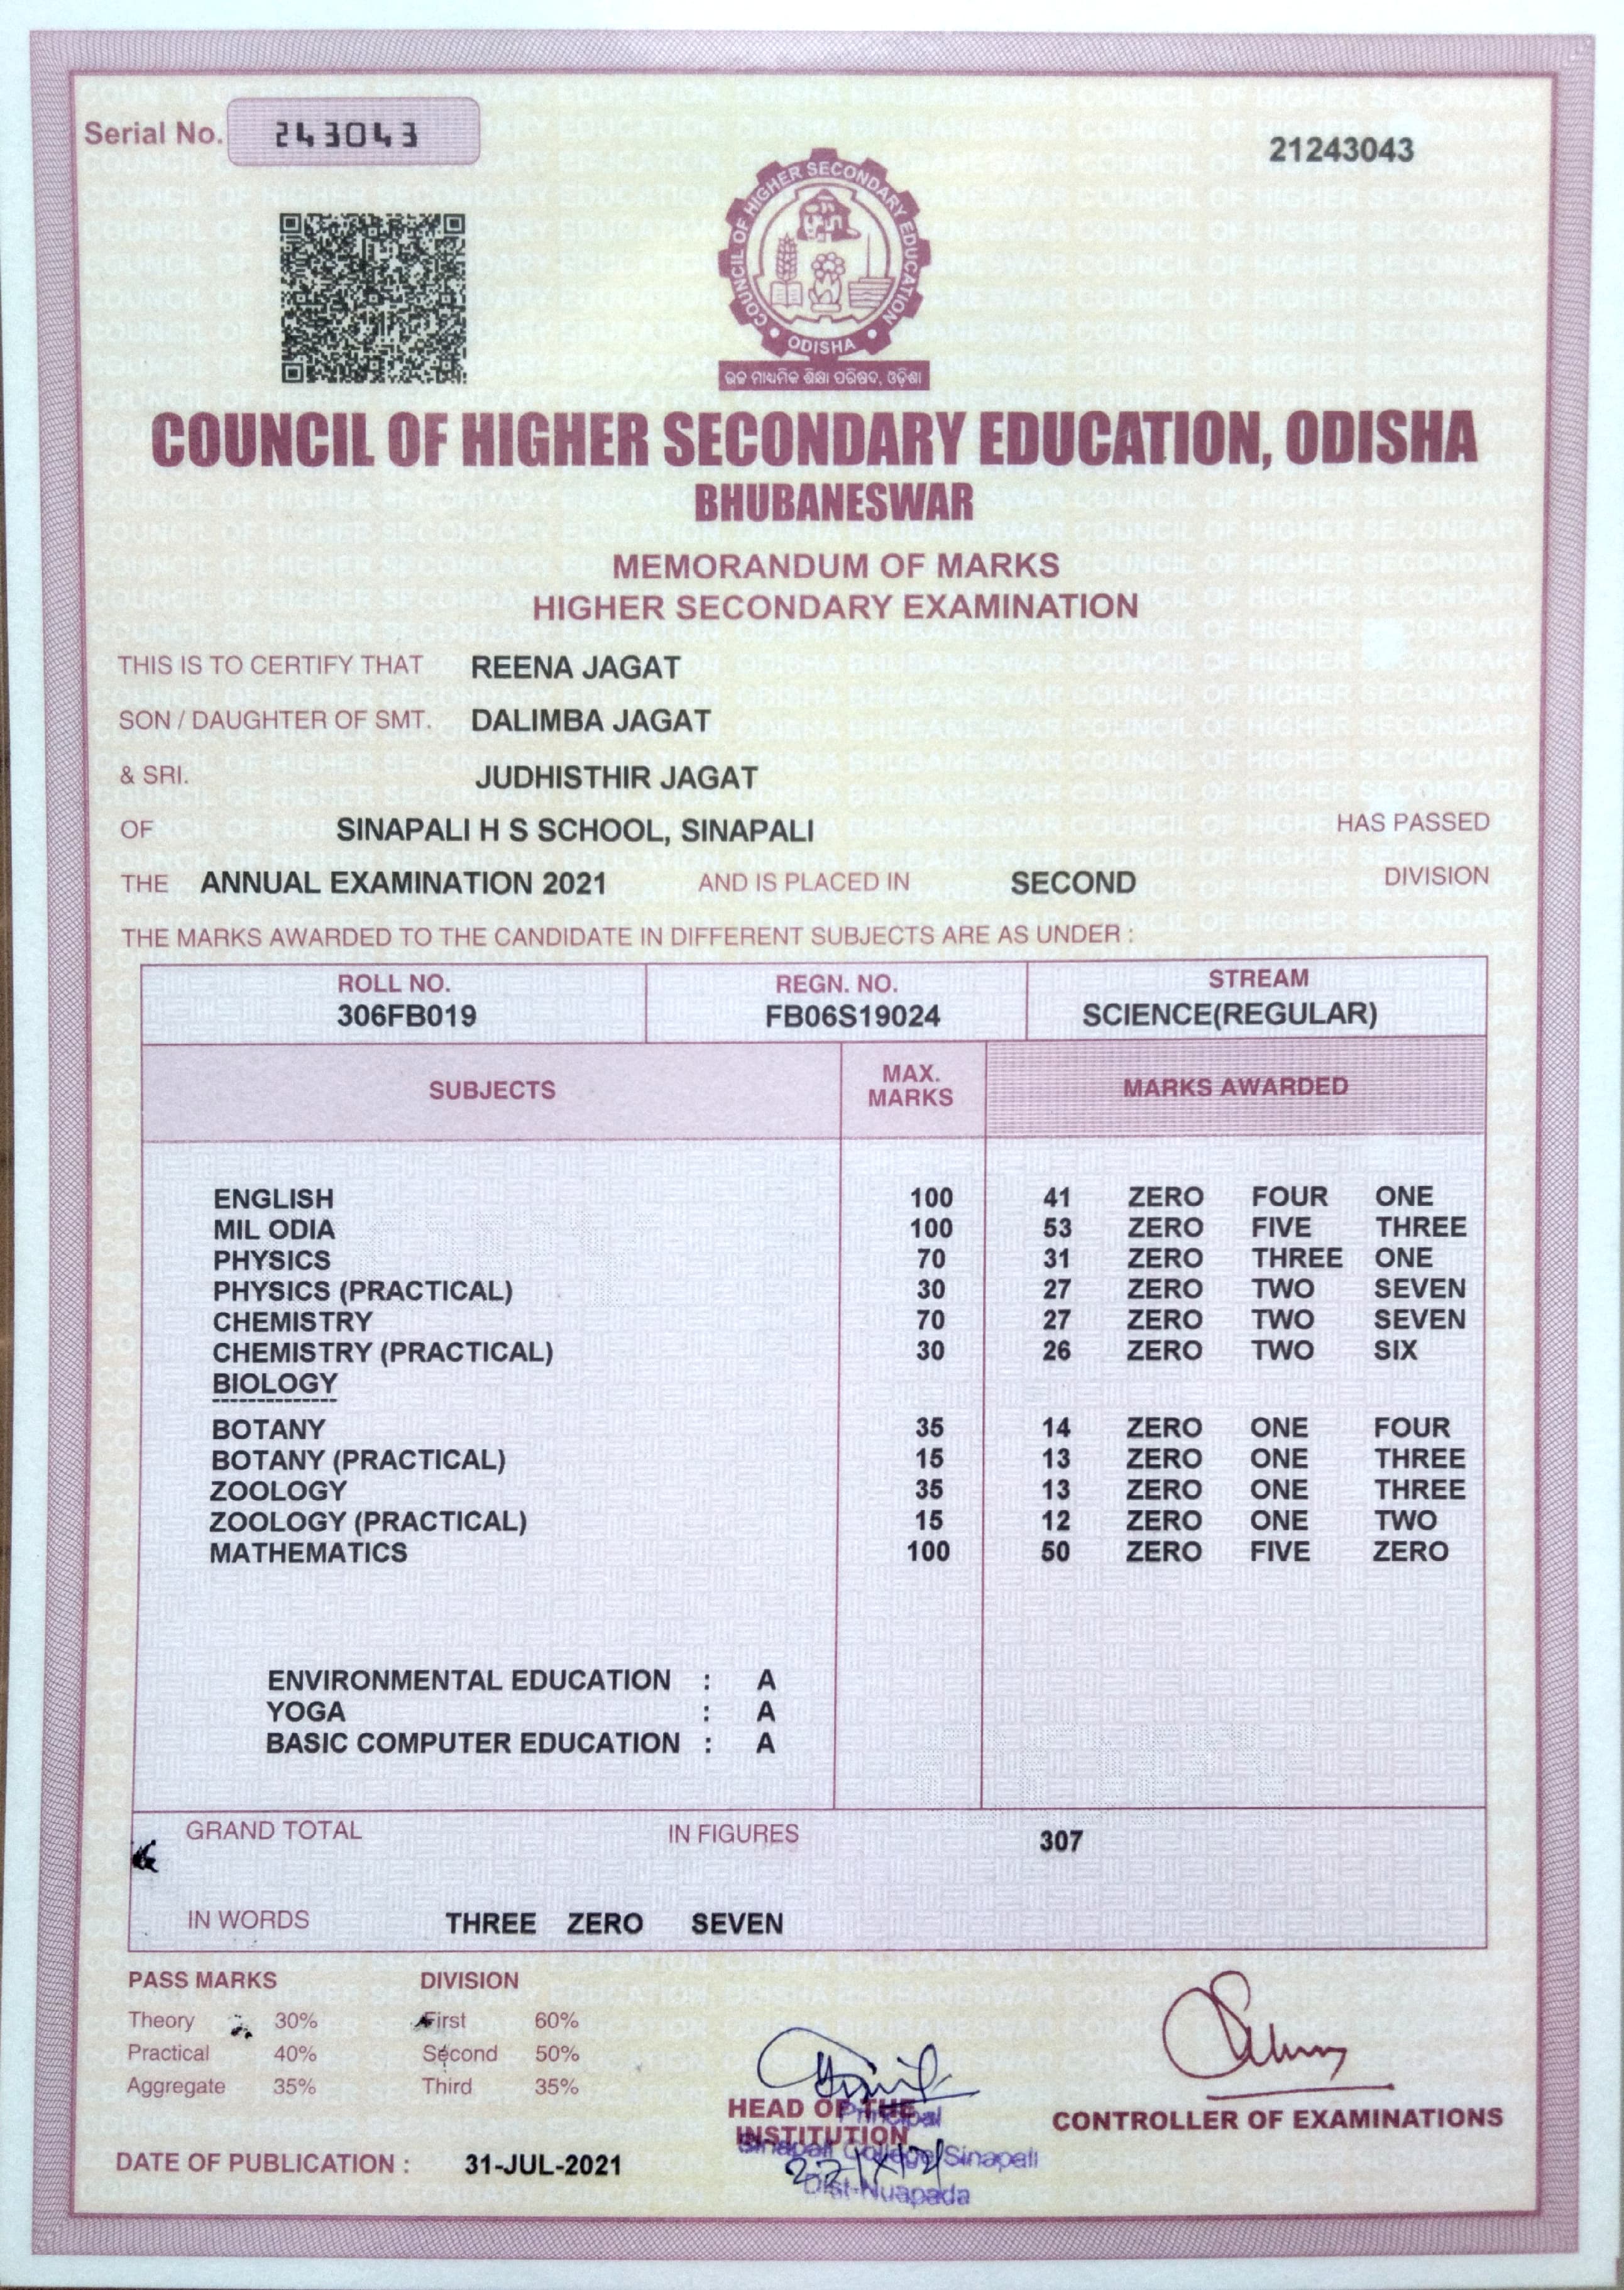 Serial No. 243043
21243043
COUNCIL OF HIGHER SECONDARY EDUCATION
ODISHA
ଉଚ୍ଚ ମାଧ୍ୟମିକ ଶିକ୍ଷା ପରିଷଦ, ଓଡ଼ିଶା
COUNCIL OF HIGHER SECONDARY EDUCATION, ODISHA
BHUBANESWAR
MEMORANDUM OF MARKS
HIGHER SECONDARY EXAMINATION
THIS IS TO CERTIFY THAT REENA JAGAT
SON / DAUGHTER OF SMT. DALIMBA JAGAT
& SRI. JUDHISTHIR JAGAT
OF SINAPALI H S SCHOOL, SINAPALI HAS PASSED
THE ANNUAL EXAMINATION 2021 AND IS PLACED IN SECOND DIVISION
THE MARKS AWARDED TO THE CANDIDATE IN DIFFERENT SUBJECTS ARE AS UNDER :
ROLL NO. REGN. NO. STREAM
306FB019 FB06S19024 SCIENCE(REGULAR)
SUBJECTS MAX. MARKS MARKS AWARDED
ENGLISH 100 41 ZERO FOUR ONE
MIL ODIA 100 53 ZERO FIVE THREE
PHYSICS 70 31 ZERO THREE ONE
PHYSICS (PRACTICAL) 30 27 ZERO TWO SEVEN
CHEMISTRY 70 27 ZERO TWO SEVEN
CHEMISTRY (PRACTICAL) 30 26 ZERO TWO SIX
BIOLOGY
BOTANY 35 14 ZERO ONE FOUR
BOTANY (PRACTICAL) 15 13 ZERO ONE THREE
ZOOLOGY 35 13 ZERO ONE THREE
ZOOLOGY (PRACTICAL) 15 12 ZERO ONE TWO
MATHEMATICS 100 50 ZERO FIVE ZERO
ENVIRONMENTAL EDUCATION : A
YOGA : A
BASIC COMPUTER EDUCATION : A
GRAND TOTAL IN FIGURES 307
IN WORDS THREE ZERO SEVEN
PASS MARKS DIVISION
Theory 30% First 60%
Practical 40% Second 50%
Aggregate 35% Third 35%
HEAD OF THE
INSTITUTION
Principal
Sinapali College, Sinapali
Dist-Nuapada
CONTROLLER OF EXAMINATIONS
DATE OF PUBLICATION : 31-JUL-2021